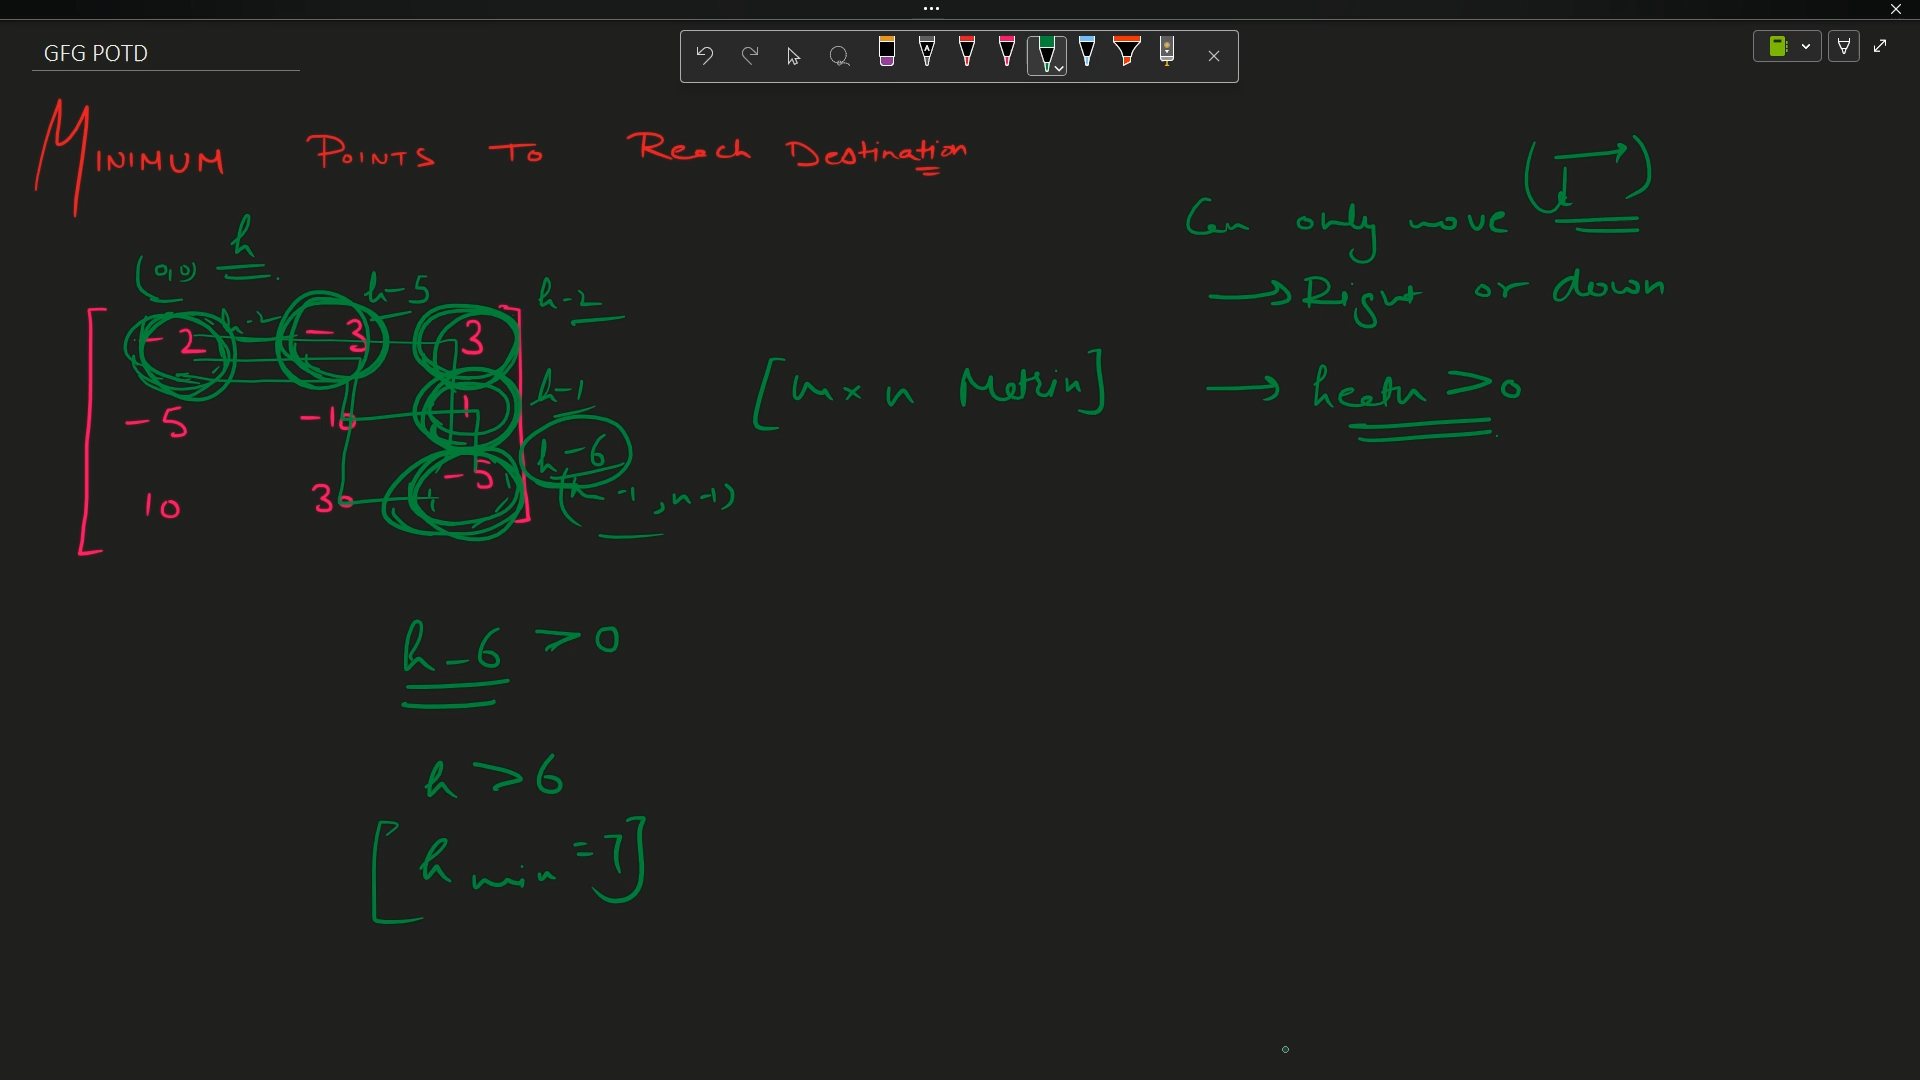 GFG POTD
MINIMUM POINTS TO Reach Destination
Can only move
→ Right or down
(0,0) h
h-5
h-2
-2 h-2 -3 3
[m x n Matrix]
→ health > 0
h-1
-5 -10 1
h-6
-5
(m-1, n-1)
10 30
h-6 > 0
h > 6
[h min = 7]